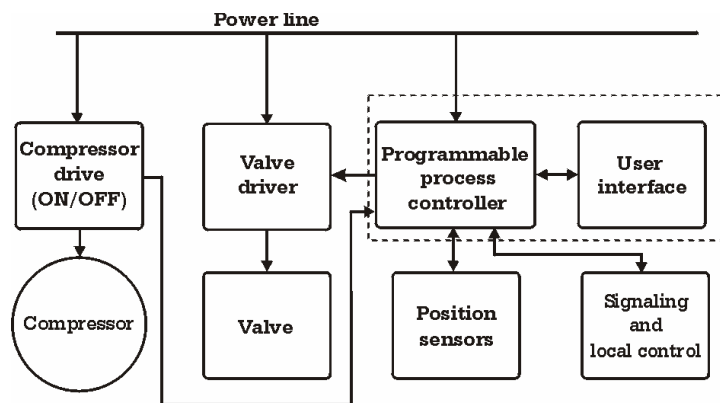 Power line
Compressor
drive
(ON/OFF)
Valve
driver
Programmable
process
controller
User
interface
Compressor
Valve
Position
sensors
Signaling
and
local control